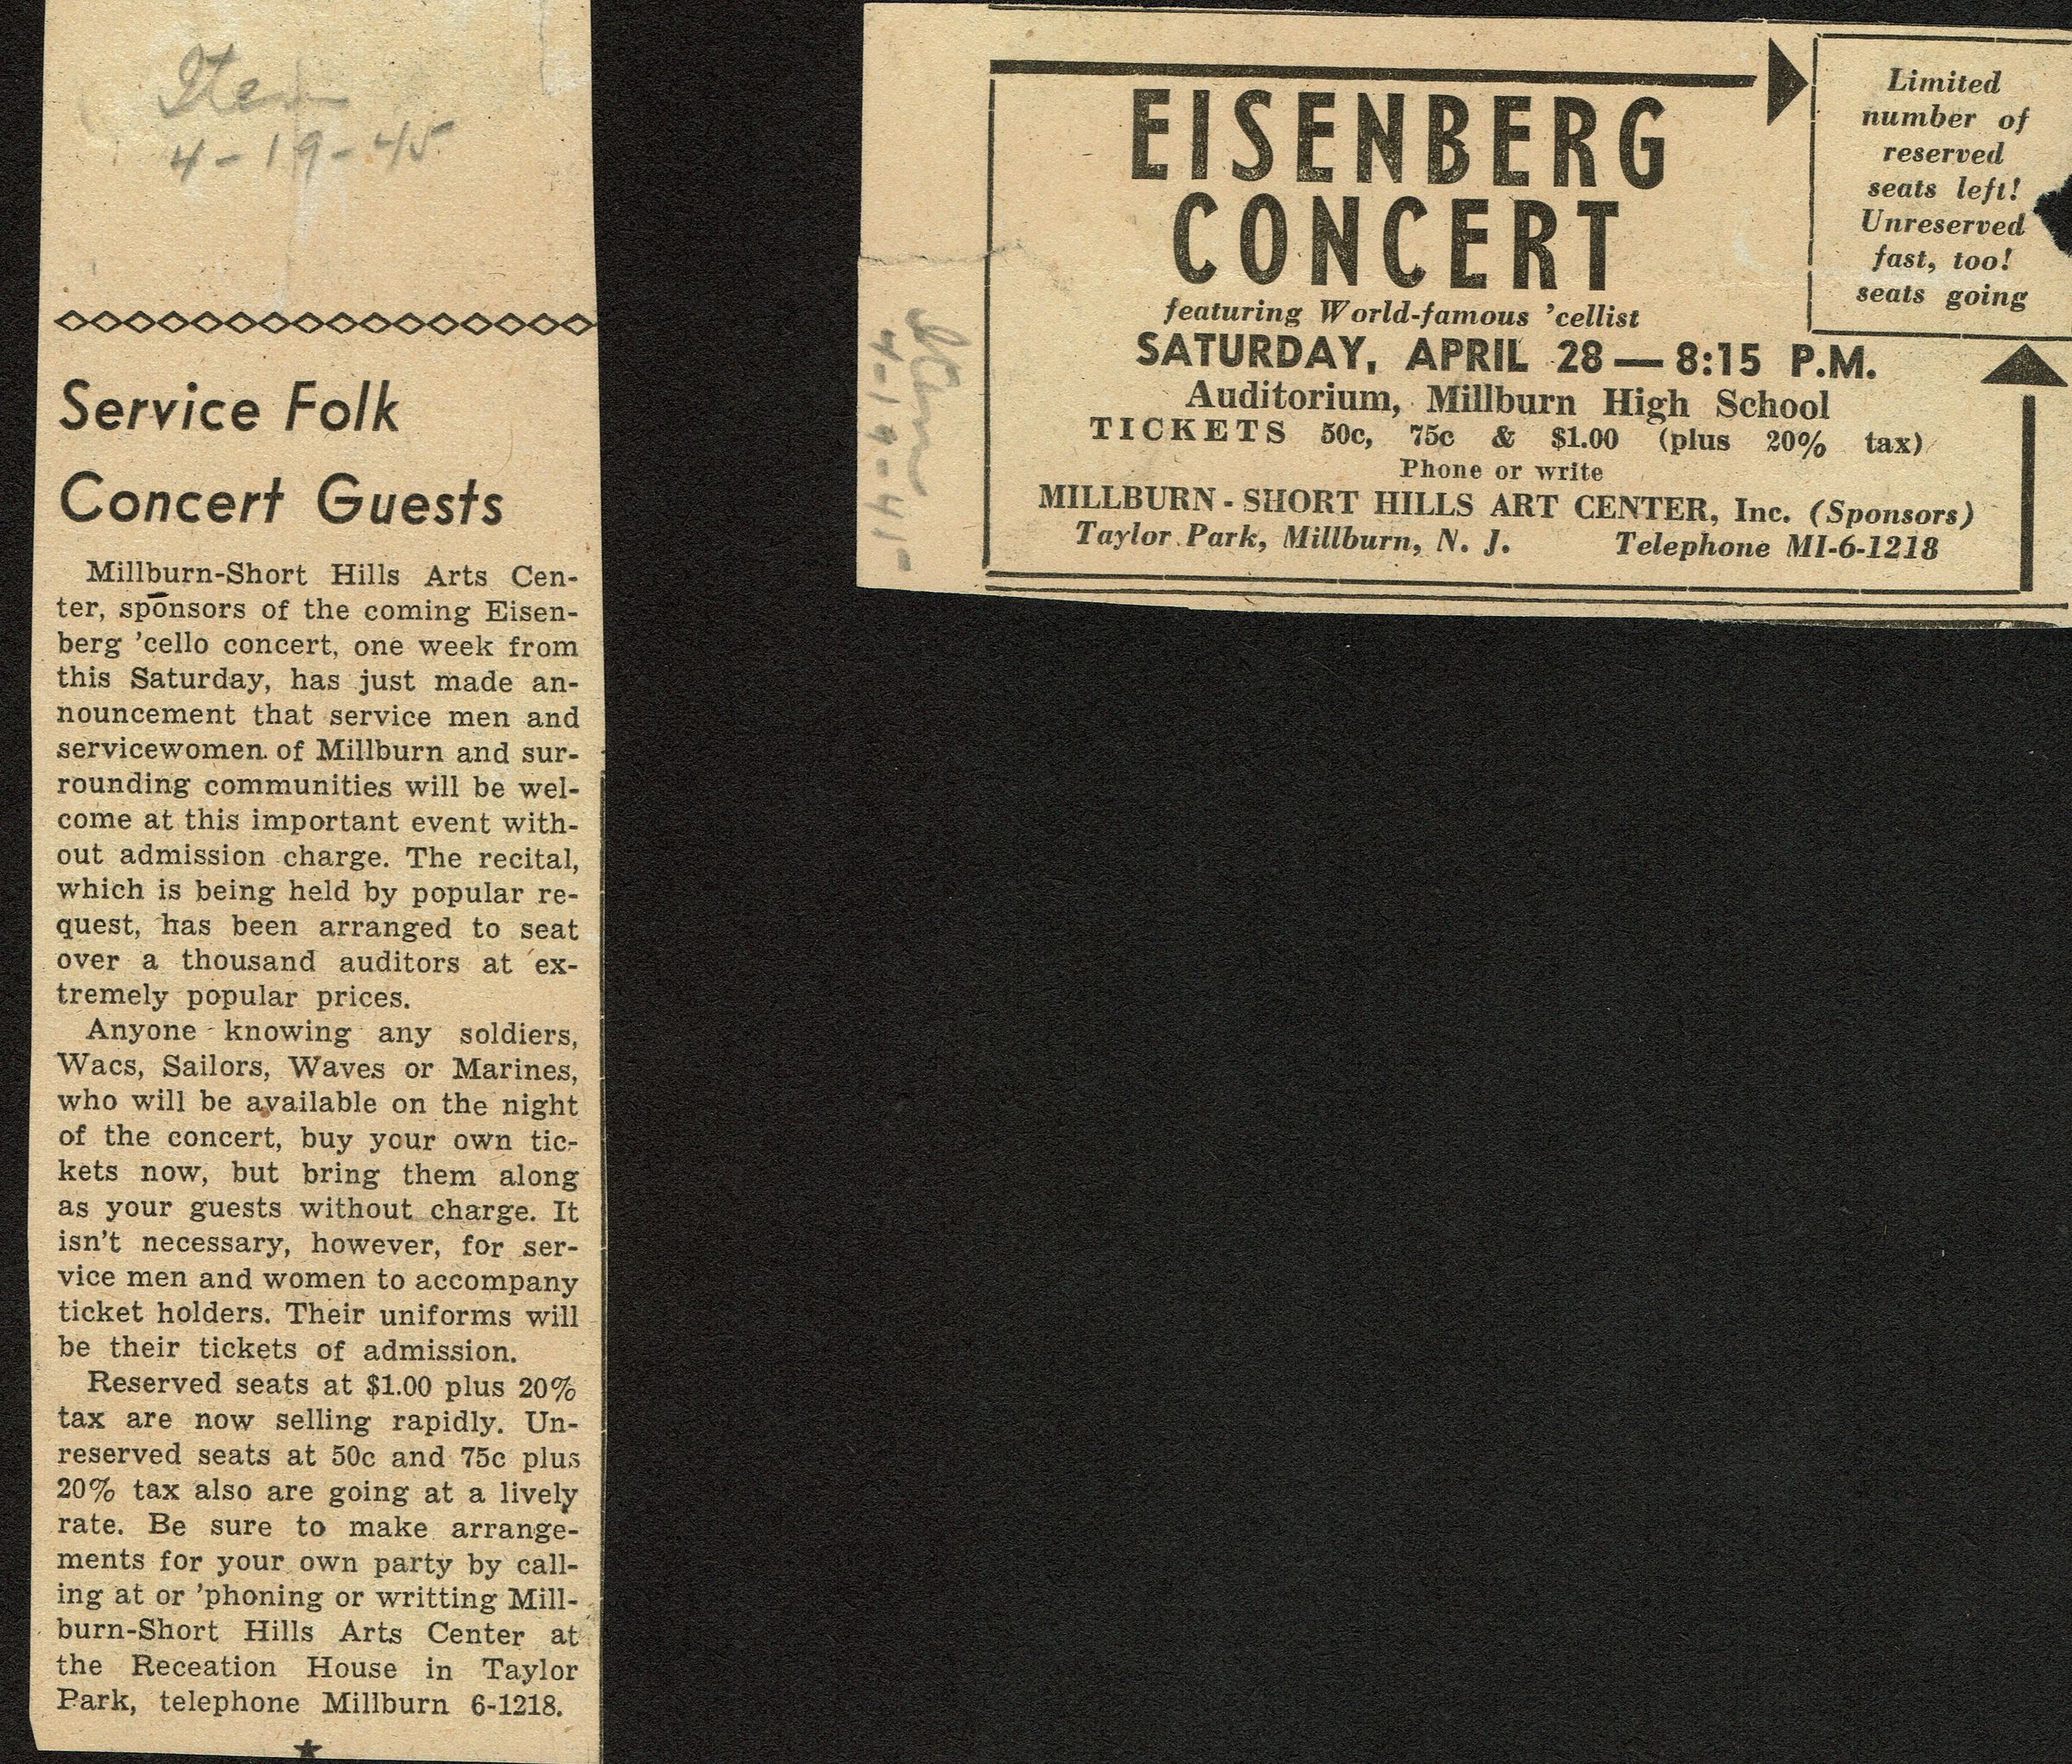 Item
4-19-45
Service Folk
Concert Guests
Millburn-Short Hills Arts Cen-
ter, sponsors of the coming Eisen-
berg 'cello concert, one week from
this Saturday, has just made an-
nouncement that service men and
servicewomen of Millburn and sur-
rounding communities will be wel-
come at this important event with-
out admission charge. The recital,
which is being held by popular re-
quest, has been arranged to seat
over a thousand auditors at ex-
tremely popular prices.
Anyone knowing any soldiers,
Wacs, Sailors, Waves or Marines,
who will be available on the night
of the concert, buy your own tic-
kets now, but bring them along
as your guests without charge. It
isn't necessary, however, for ser-
vice men and women to accompany
ticket holders. Their uniforms will
be their tickets of admission.
Reserved seats at $1.00 plus 20%
tax are now selling rapidly. Un-
reserved seats at 50c and 75c plus
20% tax also are going at a lively
rate. Be sure to make arrange-
ments for your own party by call-
ing at or 'phoning or writting Mill-
burn-Short Hills Arts Center at
the Receation House in Taylor
Park, telephone Millburn 6-1218.
EISENBERG
CONCERT
featuring World-famous 'cellist
SATURDAY, APRIL 28—8:15 P.M.
Auditorium, Millburn High School
TICKETS 50c, 75c & $1.00 (plus 20% tax)
Phone or write
MILLBURN-SHORT HILLS ART CENTER, Inc. (Sponsors)
Taylor Park, Millburn, N. J. Telephone MI-6-1218
Limited
number of
reserved
seats left!
Unreserved
fast, too!
seats going